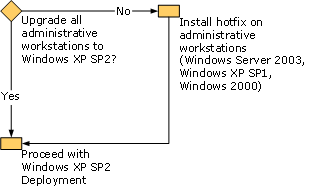 Upgrade all
administrative
workstations to
Windows XP SP2?
No
Install hotfix on
administrative
workstations
(Windows Server 2003,
Windows XP SP1,
Windows 2000)
Yes
Proceed with
Windows XP SP2
Deployment